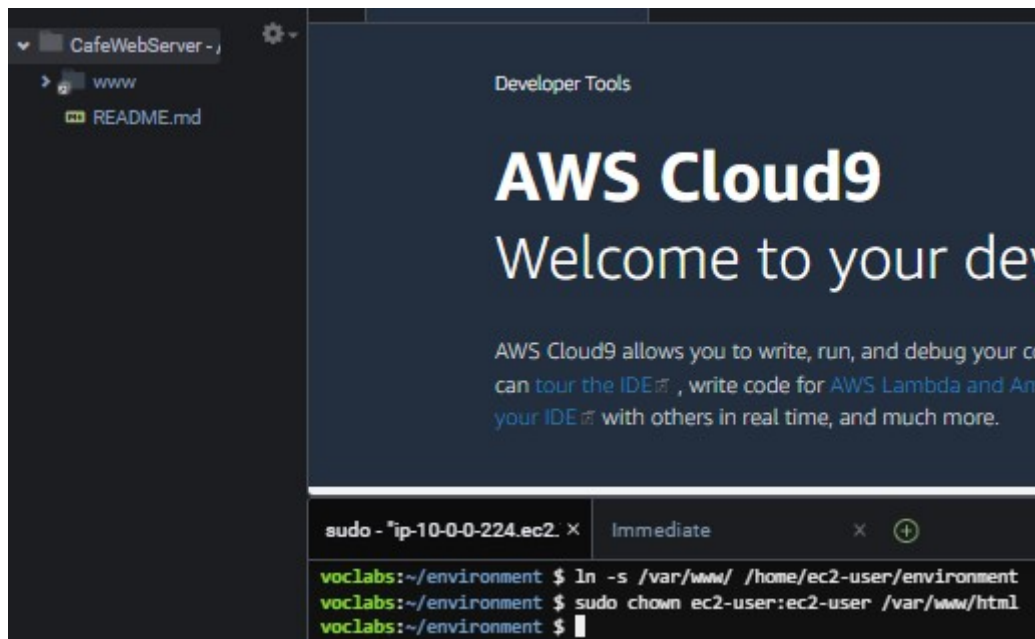 CafeWebServer - /
www
README.md
Developer Tools
AWS Cloud9
Welcome to your dev
AWS Cloud9 allows you to write, run, and debug your co
can tour the IDE , write code for AWS Lambda and Am
your IDE with others in real time, and much more.
sudo - "ip-10-0-0-224.ec2. × Immediate ×
voclabs:~/environment $ ln -s /var/www/ /home/ec2-user/environment
voclabs:~/environment $ sudo chown ec2-user:ec2-user /var/www/html
voclabs:~/environment $